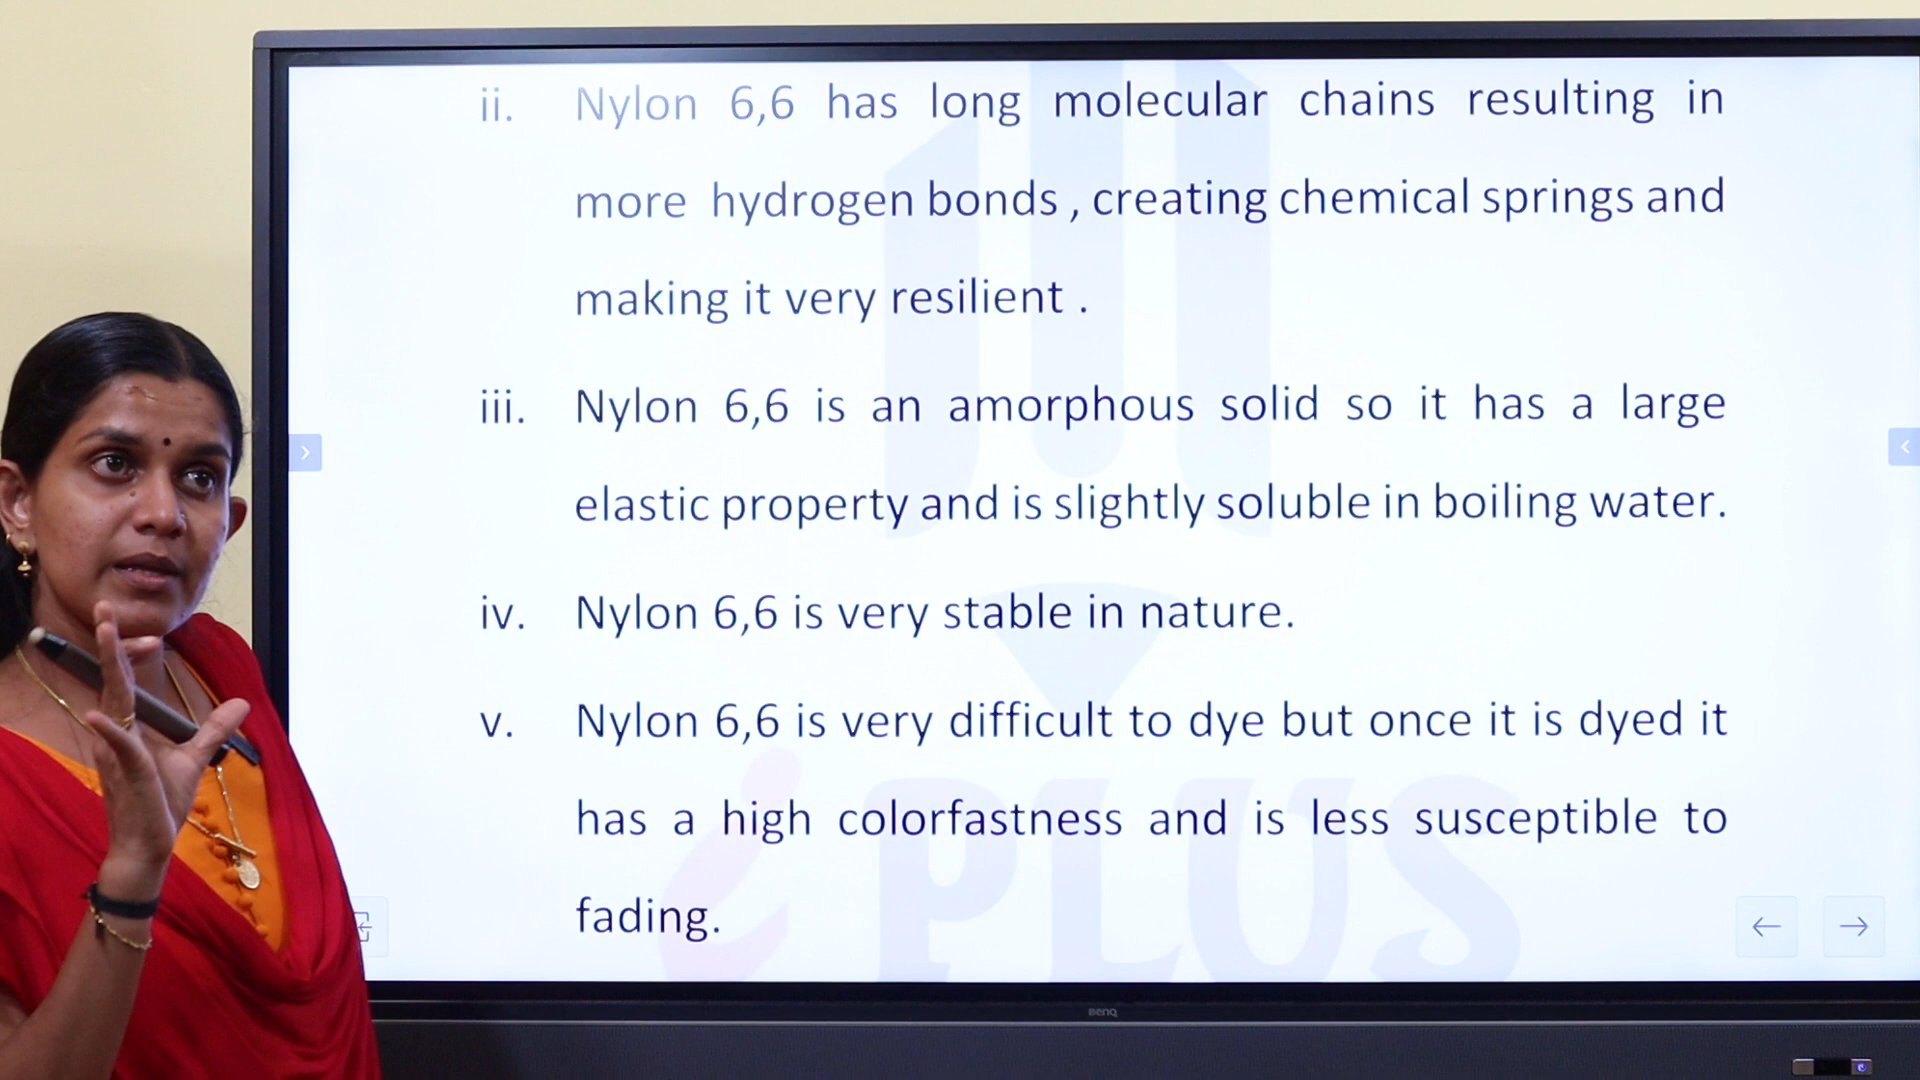 ii. Nylon 6,6 has long molecular chains resulting in
more hydrogen bonds , creating chemical springs and
making it very resilient .
iii. Nylon 6,6 is an amorphous solid so it has a large
elastic property and is slightly soluble in boiling water.
iv. Nylon 6,6 is very stable in nature.
v. Nylon 6,6 is very difficult to dye but once it is dyed it
has a high colorfastness and is less susceptible to
fading.
i PLUS
BenQ